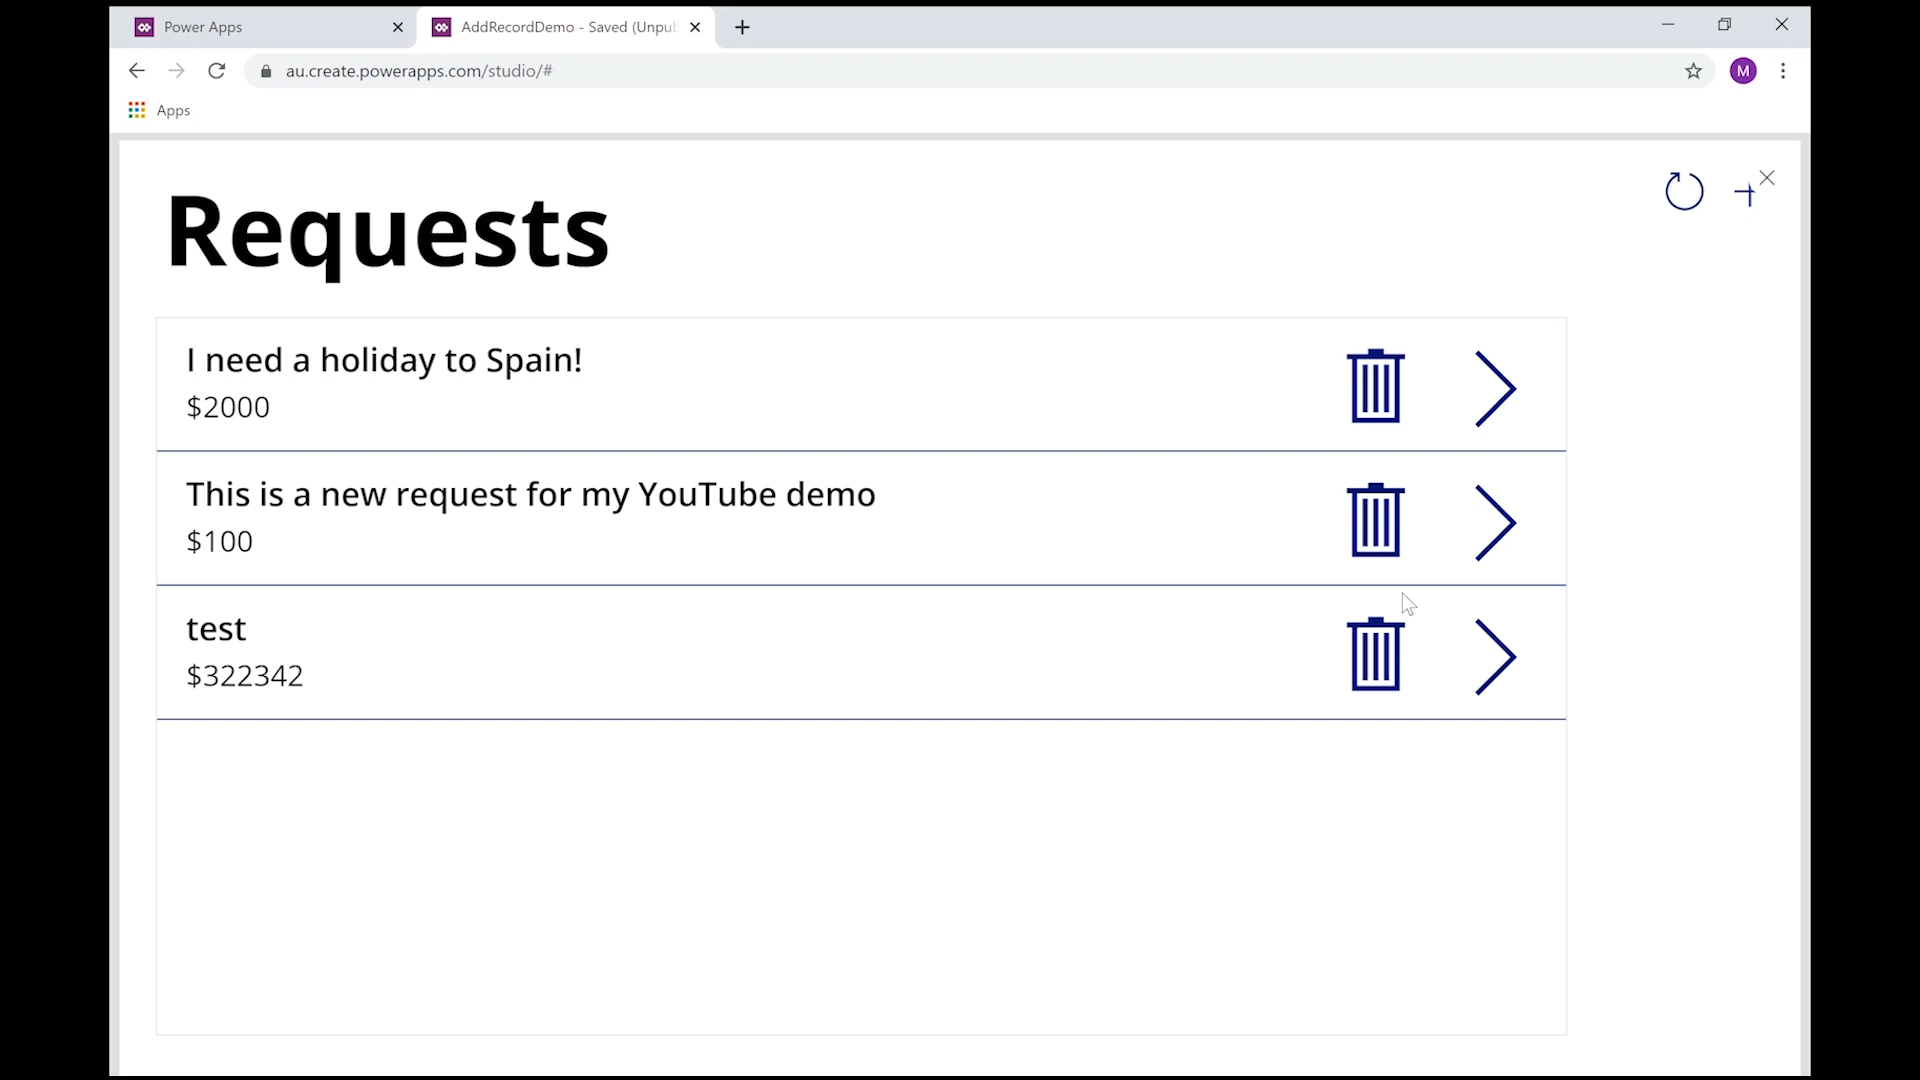 Power Apps
AddRecordDemo - Saved (Unpu
au.create.powerapps.com/studio/#
M
Apps
Requests
I need a holiday to Spain!
$2000
This is a new request for my YouTube demo
$100
test
$322342